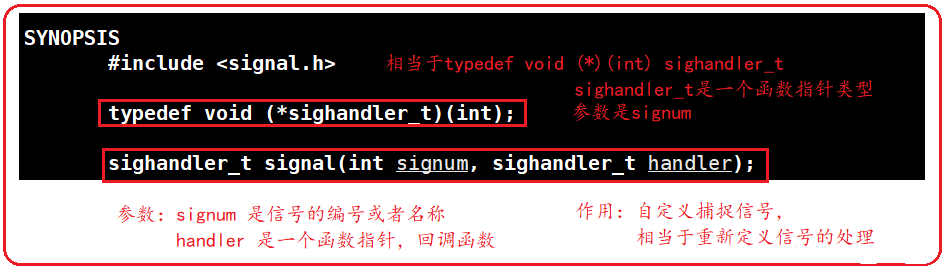 SYNOPSIS
#include <signal.h> 相当于typedef void (*)(int) sighandler_t
sighandler_t是一个函数指针类型
typedef void (*sighandler_t)(int); 参数是signum
sighandler_t signal(int signum, sighandler_t handler);
参数：signum 是信号的编号或者名称 作用：自定义捕捉信号，
handler 是一个函数指针，回调函数 相当于重新定义信号的处理